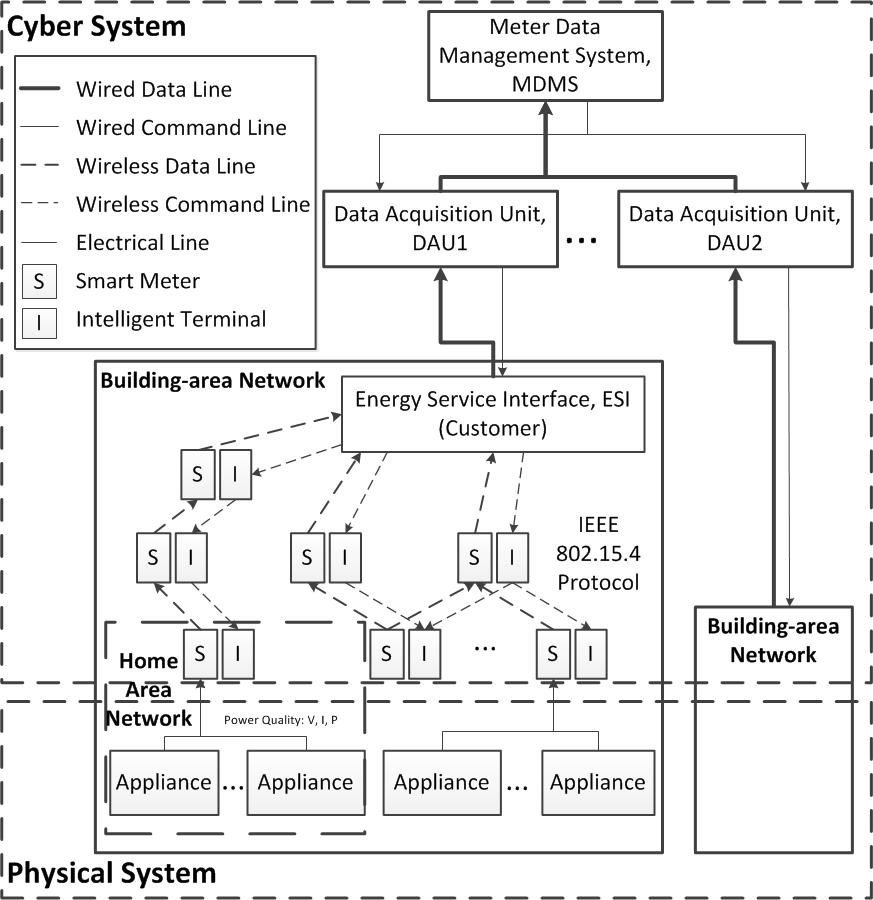 Cyber System
Wired Data Line
Wired Command Line
Wireless Data Line
Wireless Command Line
Electrical Line
S
Smart Meter
I
Intelligent Terminal
Meter Data
Management System,
MDMS
Data Acquisition Unit,
DAU1
...
Data Acquisition Unit,
DAU2
Building-area Network
Energy Service Interface, ESI
(Customer)
S I
S I
S I
S I
IEEE
802.15.4
Protocol
S I
S I
...
S I
Home
Area
Network
Power Quality: V, I, P
Appliance
...
Appliance
Appliance
...
Appliance
Building-area
Network
Physical System